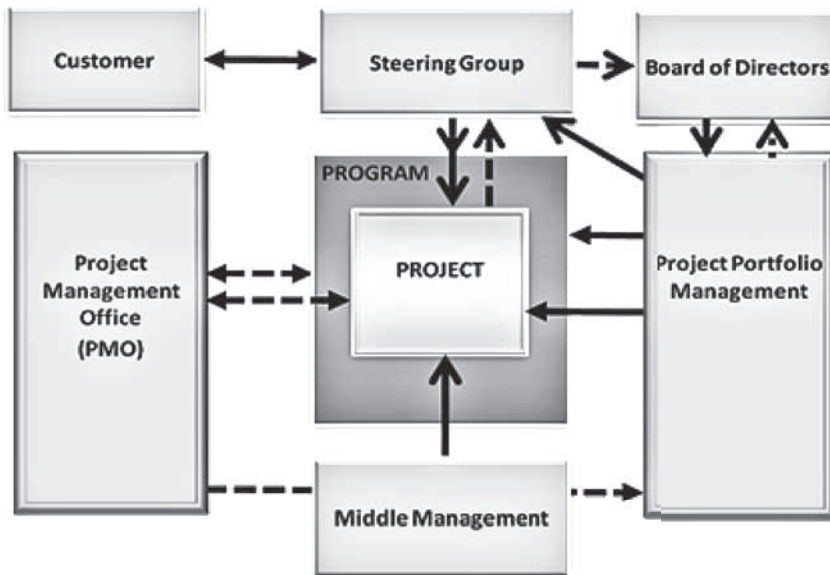 Customer
Steering Group
Board of Directors
PROGRAM
PROJECT
Project
Management
Office
(PMO)
Project Portfolio
Management
Middle Management